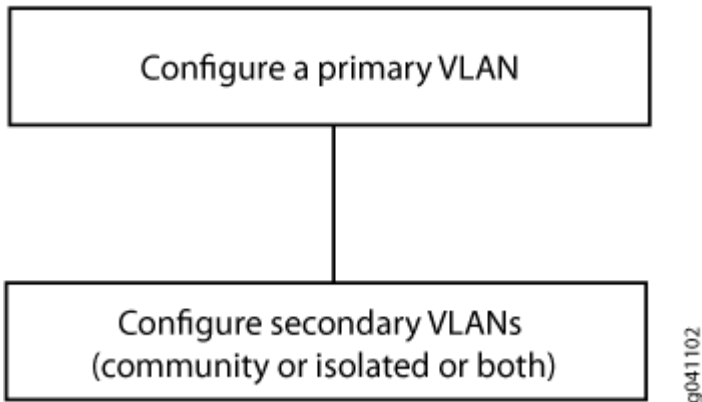 Configure a primary VLAN
Configure secondary VLANs
(community or isolated or both)
g041102